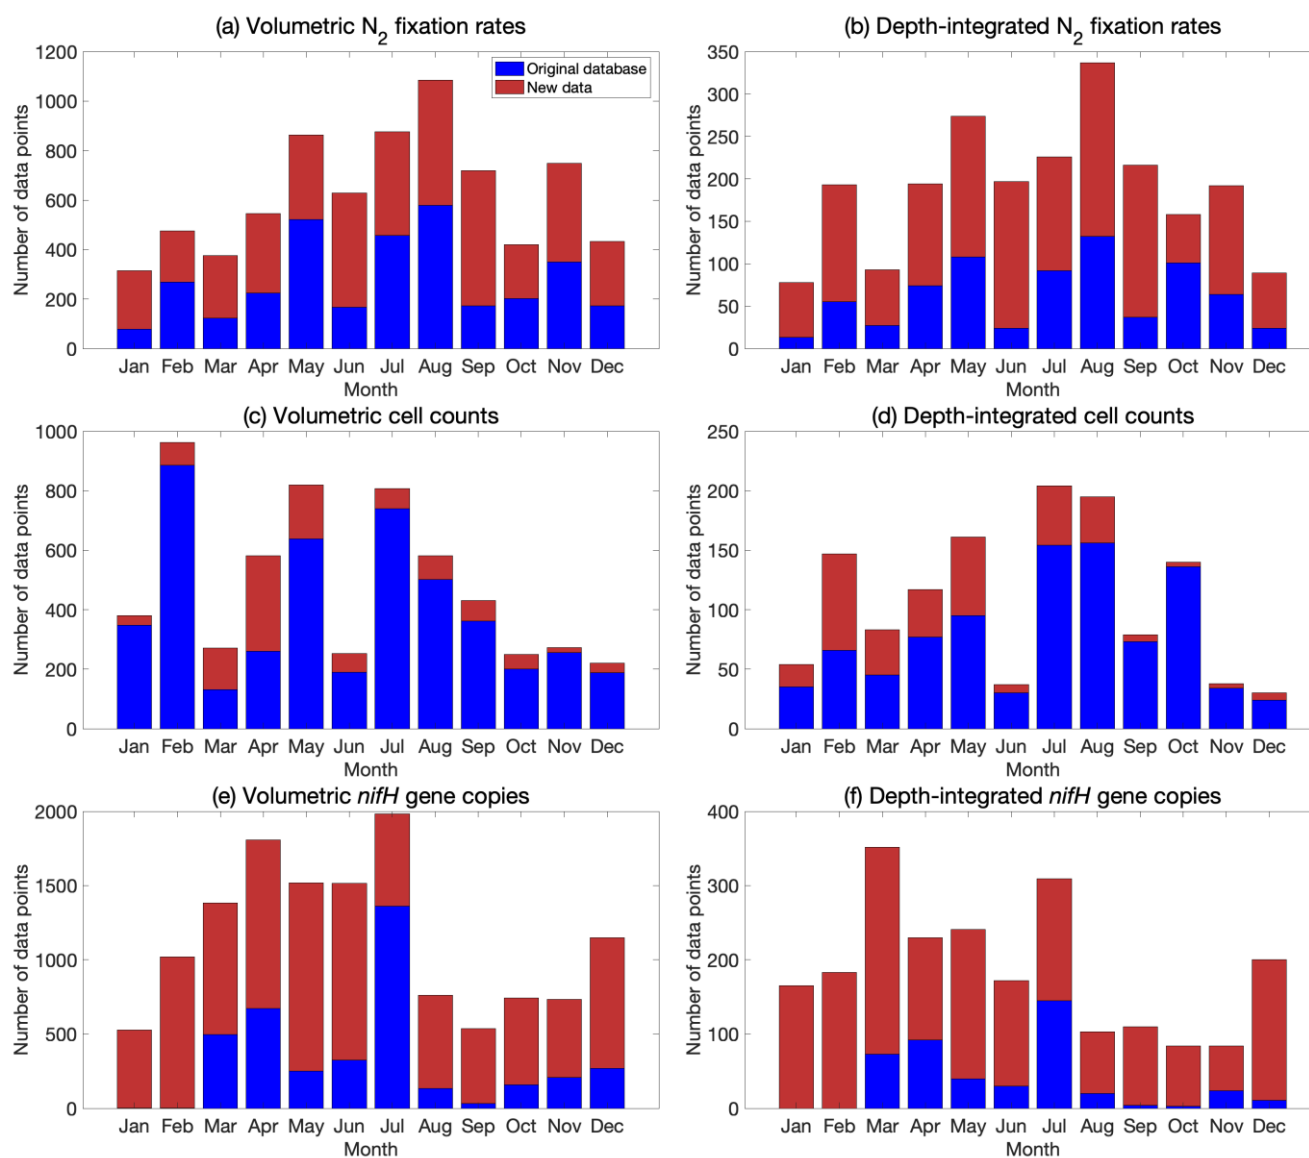 (a) Volumetric N2 fixation rates
Number of data points
1200
1000
800
600
400
200
0
Original database
New data
Jan Feb Mar Apr May Jun Jul Aug Sep Oct Nov Dec
Month
(b) Depth-integrated N2 fixation rates
Number of data points
350
300
250
200
150
100
50
0
Jan Feb Mar Apr May Jun Jul Aug Sep Oct Nov Dec
Month
(c) Volumetric cell counts
Number of data points
1000
800
600
400
200
0
Jan Feb Mar Apr May Jun Jul Aug Sep Oct Nov Dec
Month
(d) Depth-integrated cell counts
Number of data points
250
200
150
100
50
0
Jan Feb Mar Apr May Jun Jul Aug Sep Oct Nov Dec
Month
(e) Volumetric nifH gene copies
Number of data points
2000
1500
1000
500
0
Jan Feb Mar Apr May Jun Jul Aug Sep Oct Nov Dec
Month
(f) Depth-integrated nifH gene copies
Number of data points
400
300
200
100
0
Jan Feb Mar Apr May Jun Jul Aug Sep Oct Nov Dec
Month